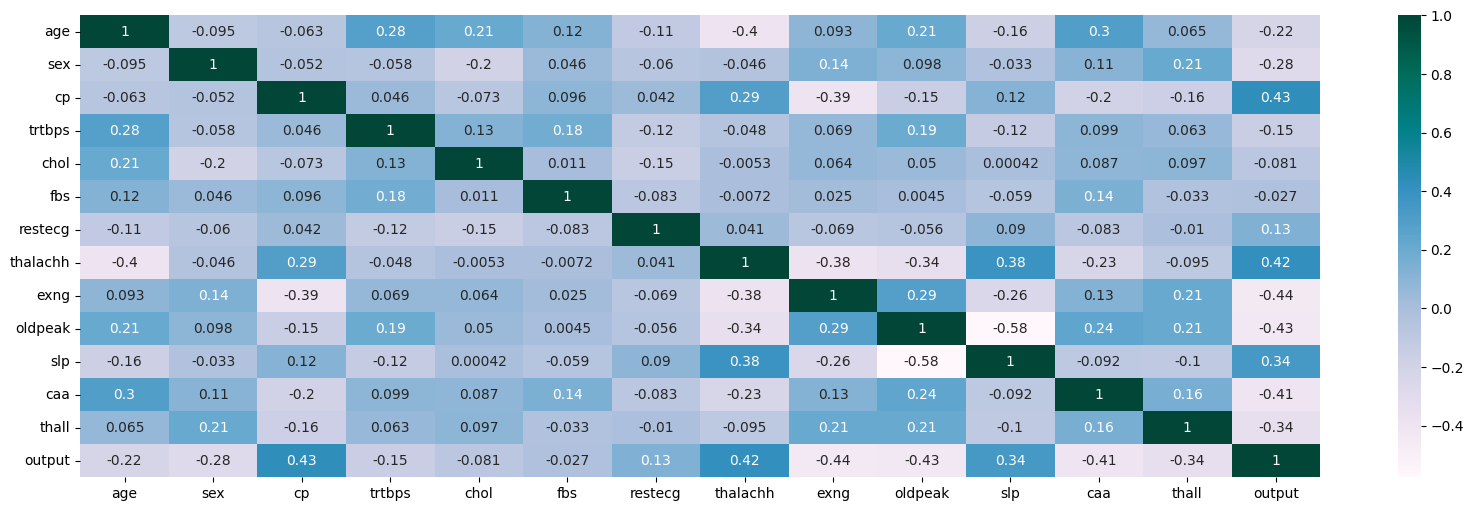 age 1 -0.095 -0.063 0.28 0.21 0.12 -0.11 -0.4 0.093 0.21 -0.16 0.3 0.065 -0.22
sex -0.095 1 -0.052 -0.058 -0.2 0.046 -0.06 -0.046 0.14 0.098 -0.033 0.11 0.21 -0.28
cp -0.063 -0.052 1 0.046 -0.073 0.096 0.042 0.29 -0.39 -0.15 0.12 -0.2 -0.16 0.43
trtbps 0.28 -0.058 0.046 1 0.13 0.18 -0.12 -0.048 0.069 0.19 -0.12 0.099 0.063 -0.15
chol 0.21 -0.2 -0.073 0.13 1 0.011 -0.15 -0.0053 0.064 0.05 0.00042 0.087 0.097 -0.081
fbs 0.12 0.046 0.096 0.18 0.011 1 -0.083 -0.0072 0.025 0.0045 -0.059 0.14 -0.033 -0.027
restecg -0.11 -0.06 0.042 -0.12 -0.15 -0.083 1 0.041 -0.069 -0.056 0.09 -0.083 -0.01 0.13
thalachh -0.4 -0.046 0.29 -0.048 -0.0053 -0.0072 0.041 1 -0.38 -0.34 0.38 -0.23 -0.095 0.42
exng 0.093 0.14 -0.39 0.069 0.064 0.025 -0.069 -0.38 1 0.29 -0.26 0.13 0.21 -0.44
oldpeak 0.21 0.098 -0.15 0.19 0.05 0.0045 -0.056 -0.34 0.29 1 -0.58 0.24 0.21 -0.43
slp -0.16 -0.033 0.12 -0.12 0.00042 -0.059 0.09 0.38 -0.26 -0.58 1 -0.092 -0.1 0.34
caa 0.3 0.11 -0.2 0.099 0.087 0.14 -0.083 -0.23 0.13 0.24 -0.092 1 0.16 -0.41
thall 0.065 0.21 -0.16 0.063 0.097 -0.033 -0.01 -0.095 0.21 0.21 -0.1 0.16 1 -0.34
output -0.22 -0.28 0.43 -0.15 -0.081 -0.027 0.13 0.42 -0.44 -0.43 0.34 -0.41 -0.34 1
age sex cp trtbps chol fbs restecg thalachh exng oldpeak slp caa thall output
1.0
0.8
0.6
0.4
0.2
0.0
−0.2
−0.4